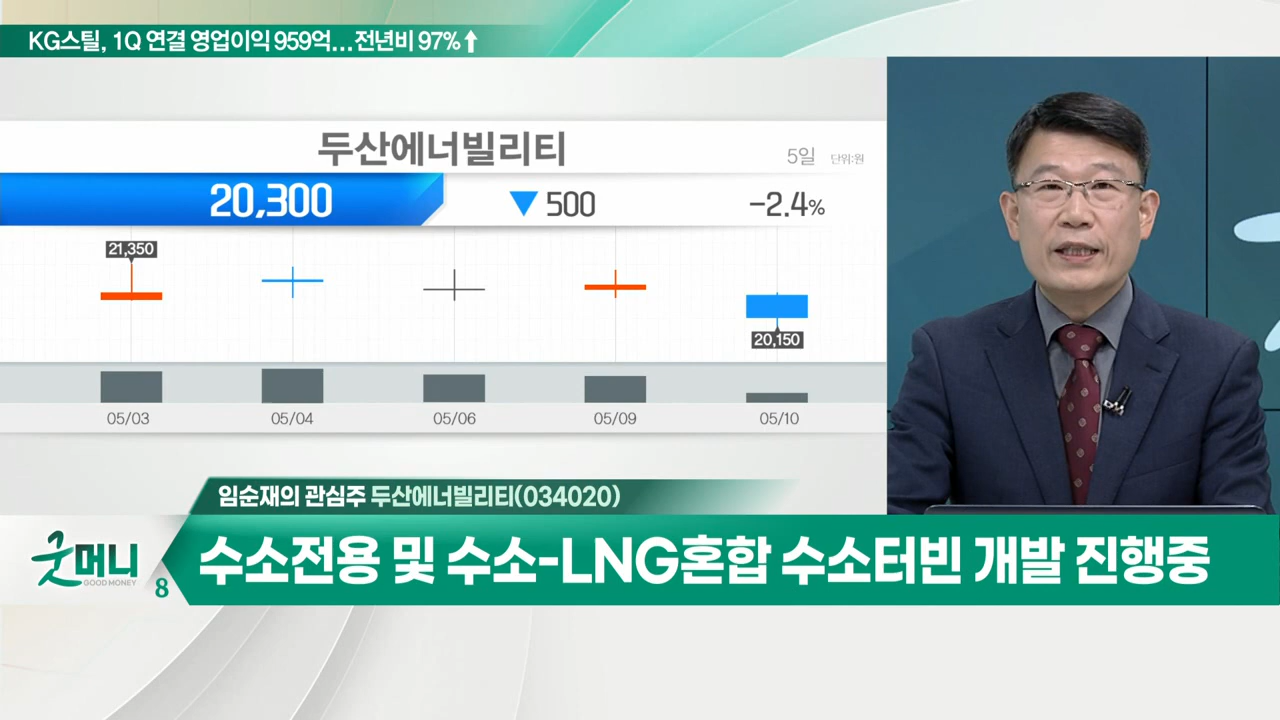 KG스틸, 1Q 연결 영업이익 959억...전년비 97%⬆
두산에너빌리티
5일 단위:원
20,300 ▼ 500 -2.4%
21,350
20,150
05/03 05/04 05/06 05/09 05/10
임순재의 관심주 두산에너빌리티(034020)
굿머니 GOOD MONEY 8
수소전용 및 수소-LNG혼합 수소터빈 개발 진행중